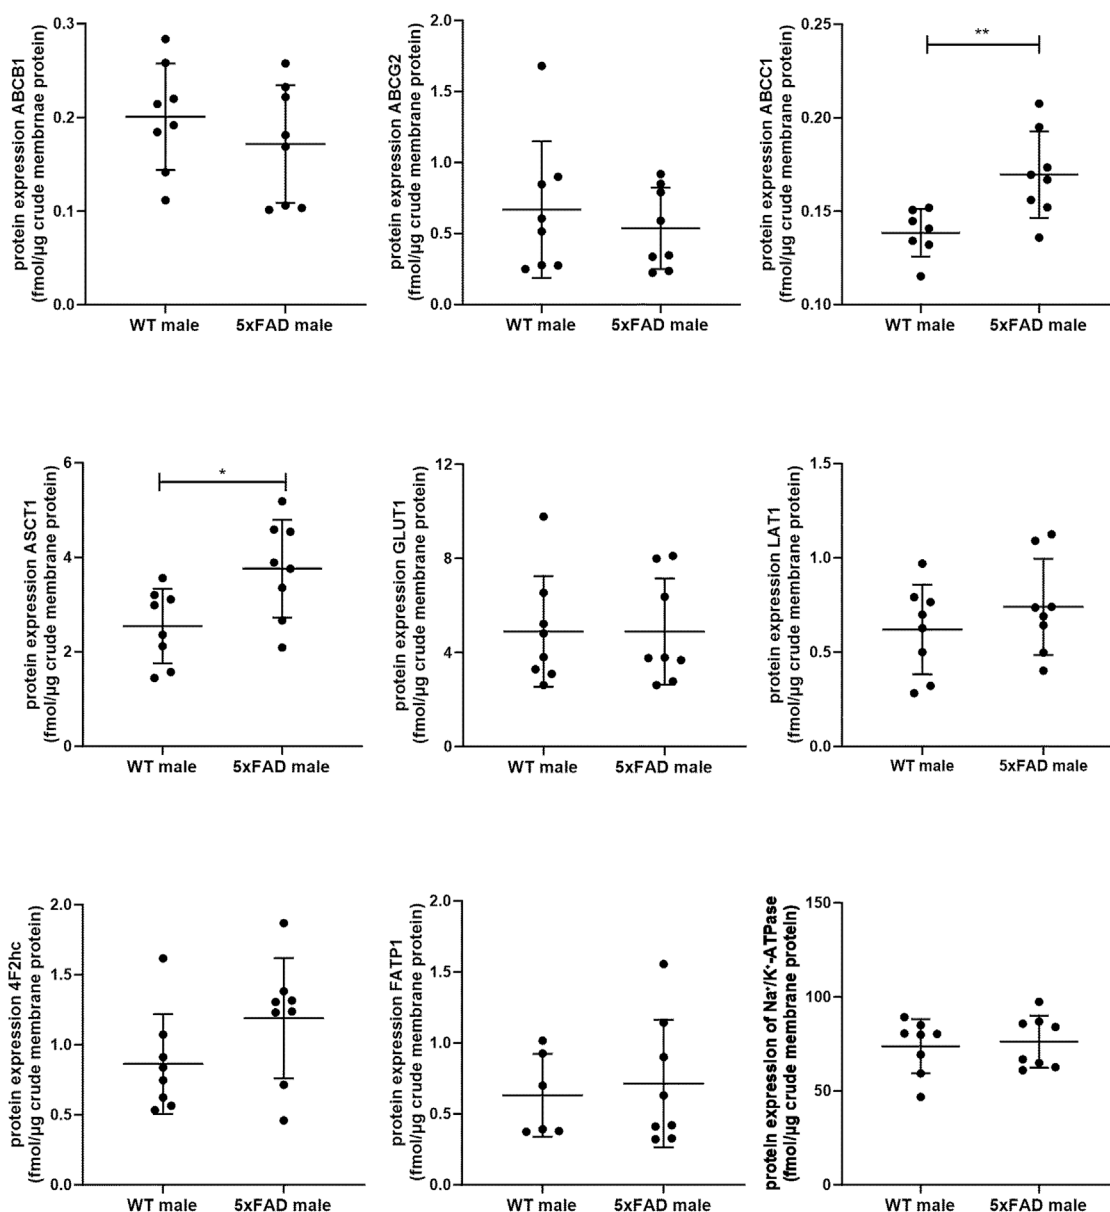 protein expression ABCB1
(fmol/µg crude membrnae protein)
0.3
0.2
0.1
0.0
WT male
5xFAD male
protein expression ABCG2
(fmol/µg crude membrane protein)
2.0
1.5
1.0
0.5
0.0
WT male
5xFAD male
protein expression ABCC1
(fmol/µg crude membrane protein)
0.25
0.20
0.15
0.10
**
WT male
5xFAD male
protein expression ASCT1
(fmol/µg crude membrane protein)
6
4
2
0
*
WT male
5xFAD male
protein expression GLUT1
(fmol/µg crude membrane protein)
12
8
4
0
WT male
5xFAD male
protein expression LAT1
(fmol/µg crude membrane protein)
1.5
1.0
0.5
0.0
WT male
5xFAD male
protein expression 4F2hc
(fmol/µg crude membrane protein)
2.0
1.5
1.0
0.5
0.0
WT male
5xFAD male
protein expression FATP1
(fmol/µg crude membrane protein)
2.0
1.5
1.0
0.5
0.0
WT male
5xFAD male
protein expression of Na⁺/K⁺-ATPase
(fmol/µg crude membrane protein)
150
100
50
0
WT male
5xFAD male